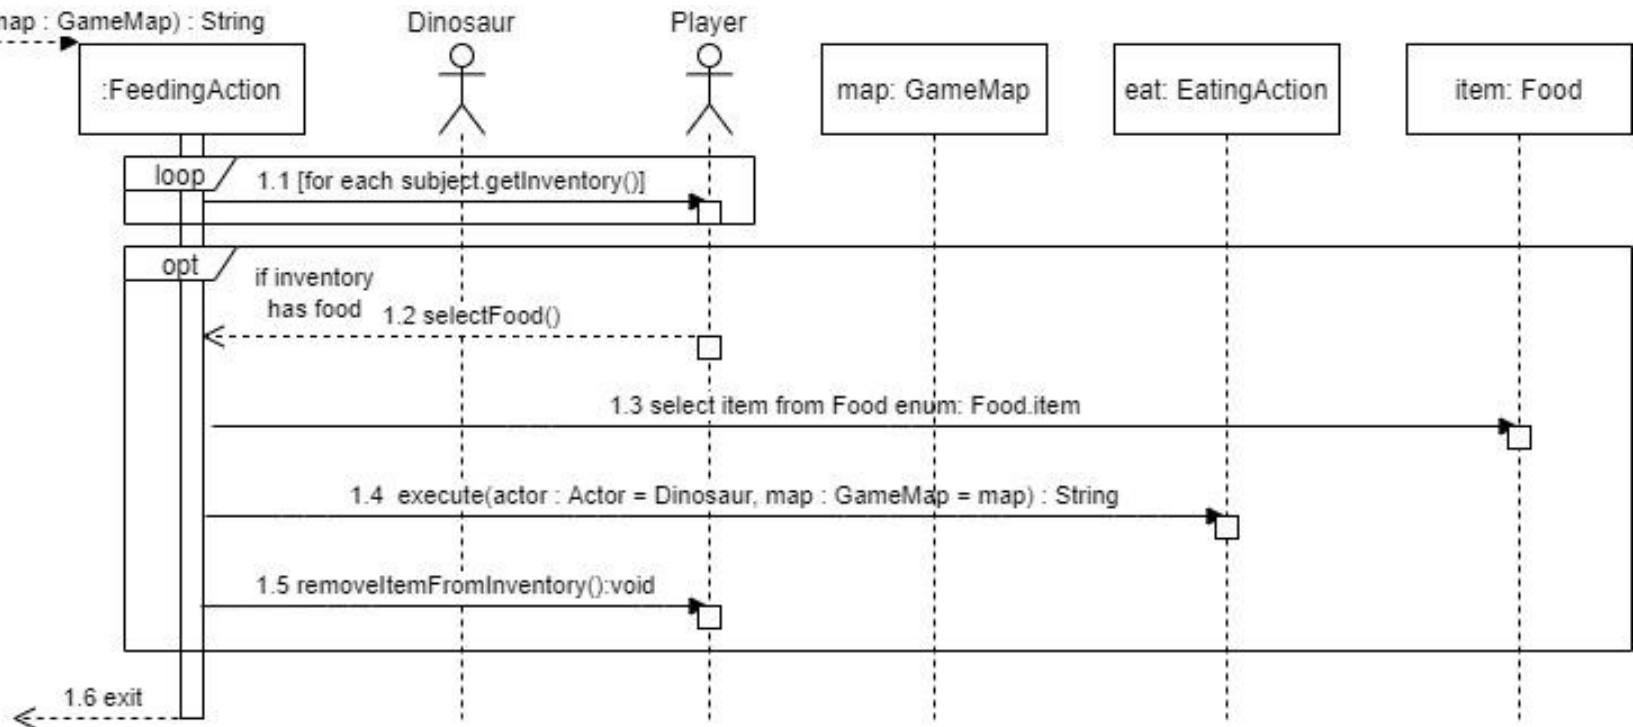 map : GameMap) : String
Dinosaur
Player
:FeedingAction
map: GameMap
eat: EatingAction
item: Food
loop
1.1 [for each subject.getInventory()]
opt
if inventory
has food
1.2 selectFood()
1.3 select item from Food enum: Food.item
1.4 execute(actor : Actor = Dinosaur, map : GameMap = map) : String
1.5 removeItemFromInventory():void
1.6 exit